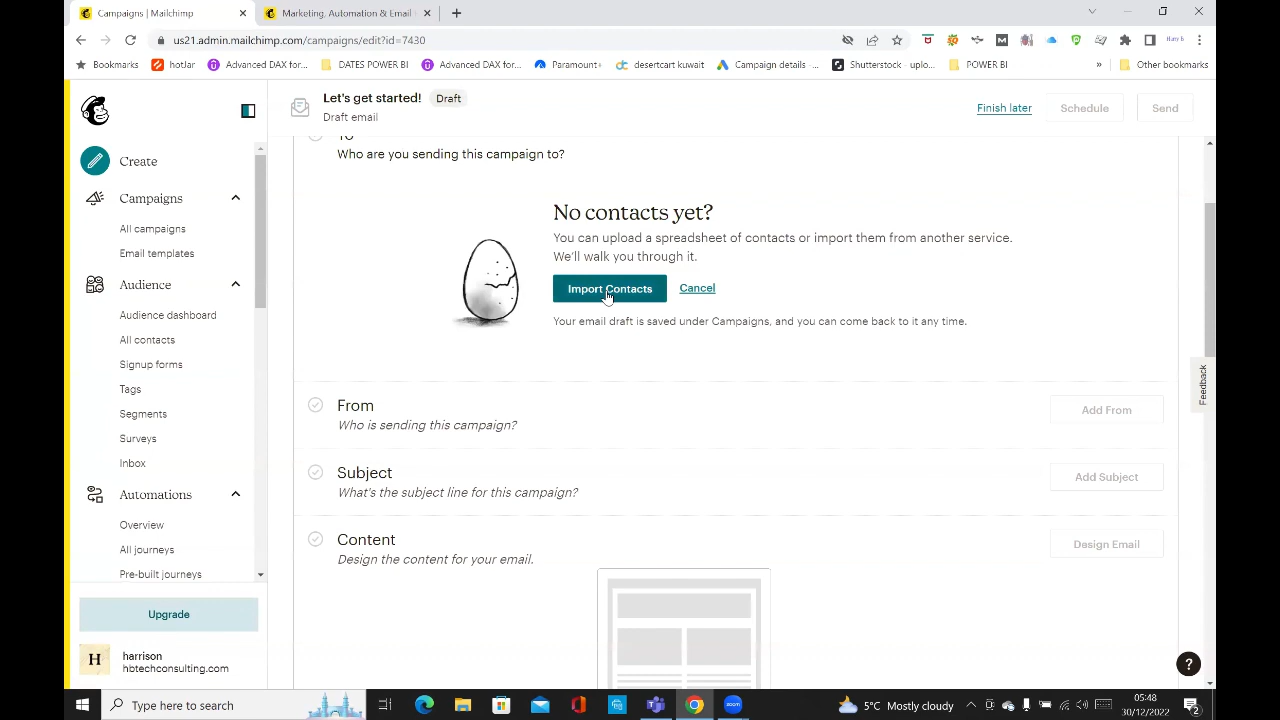 Campaigns | Mailchimp
Marketing, Automation & Email
us21.admin.mailchimp.com/campaigns/edit?id=7430
Bookmarks
hotlar
Advanced DAX for...
DATES POWER BI
Advanced DAX for...
Paramount+
desertcart kuwait
Campaign details - ...
Shutterstock - uplo...
POWER BI
»
Other bookmarks
Let's get started!
Draft
Draft email
Finish later
Schedule
Send
Create
Campaigns
All campaigns
Email templates
Audience
Audience dashboard
All contacts
Signup forms
Tags
Segments
Surveys
Inbox
Automations
Overview
All journeys
Pre-built journeys
Upgrade
H
harrison
hbtechconsulting.com
To
Who are you sending this campaign to?
No contacts yet?
You can upload a spreadsheet of contacts or import them from another service.
We'll walk you through it.
Import Contacts
Cancel
Your email draft is saved under Campaigns, and you can come back to it any time.
From
Who is sending this campaign?
Add From
Subject
What's the subject line for this campaign?
Add Subject
Content
Design the content for your email.
Design Email
Feedback
?
Type here to search
zoom
5°C Mostly cloudy
05:48
30/12/2022
2